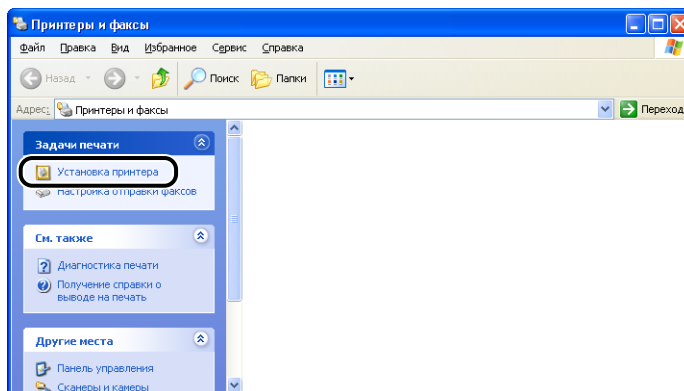 Принтеры и факсы
Файл Правка Вид Избранное Сервис Справка
Назад Поиск Папки
Адрес: Принтеры и факсы Переход
Задачи печати
Установка принтера
Настройка отправки факсов
См. также
Диагностика печати
Получение справки о
выводе на печать
Другие места
Панель управления
Сканеры и камеры